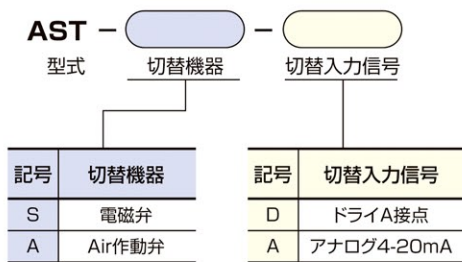 AST - -
型式 切替機器 切替入力信号
記号 切替機器
S 電磁弁
A Air作動弁
記号 切替入力信号
D ドライA接点
A アナログ4-20mA